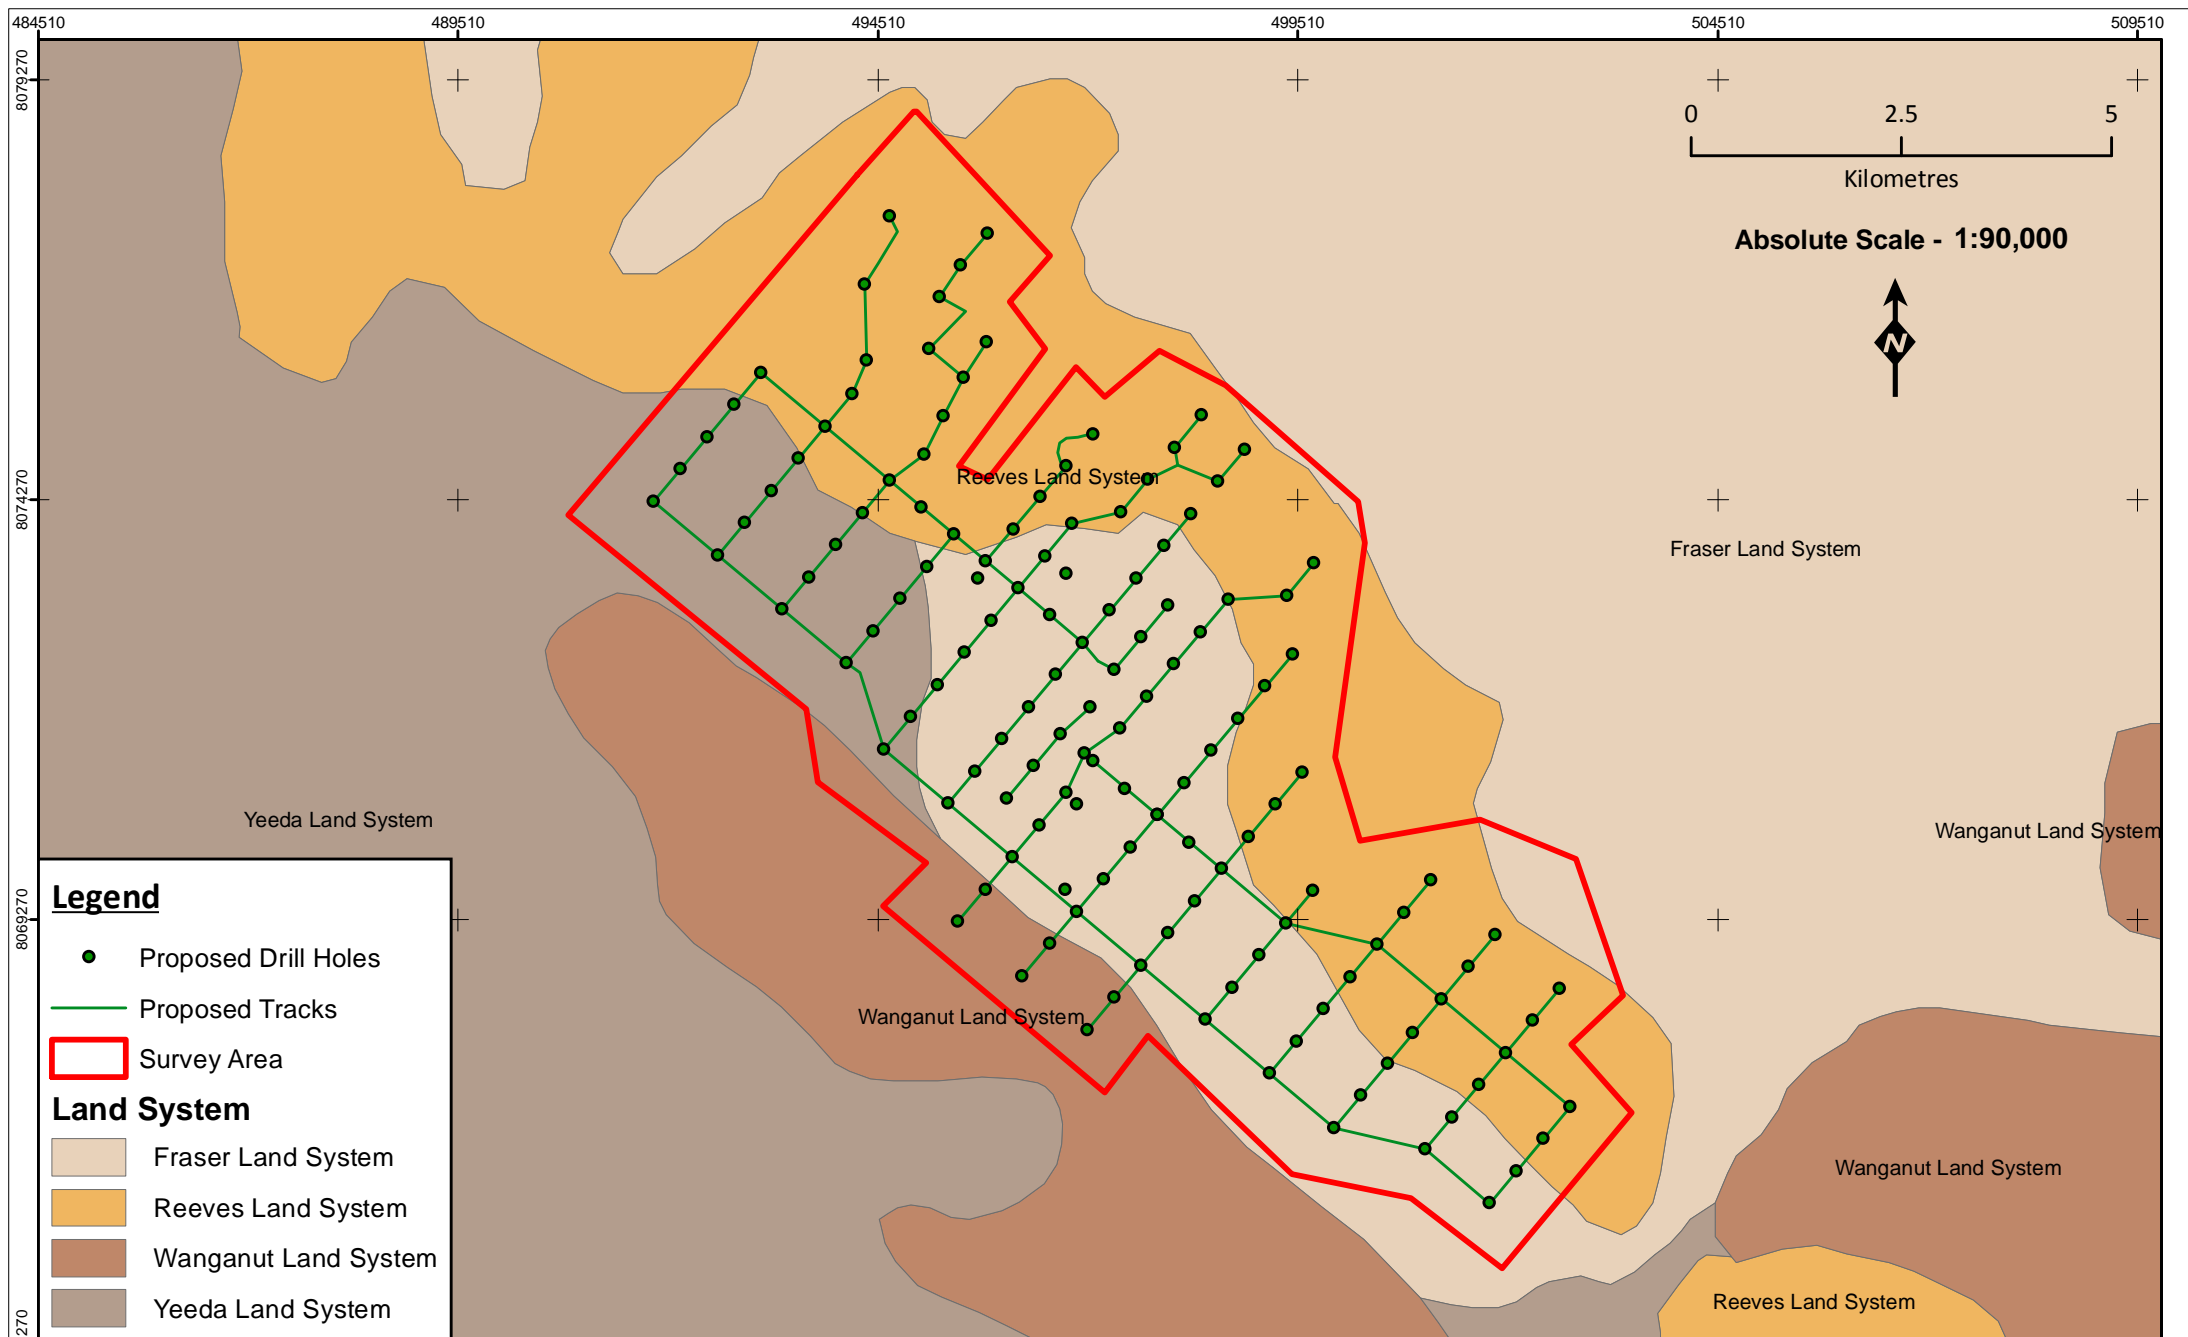 484510 489510 494510 499510 504510 509510
8079270
8074270
8069270
270
0 2.5 5
Kilometres
Absolute Scale - 1:90,000
N
Reeves Land System
Fraser Land System
Yeeda Land System
Wanganut Land System
Wanganut Land System
Wanganut Land System
Reeves Land System
Legend
Proposed Drill Holes
Proposed Tracks
Survey Area
Land System
Fraser Land System
Reeves Land System
Wanganut Land System
Yeeda Land System